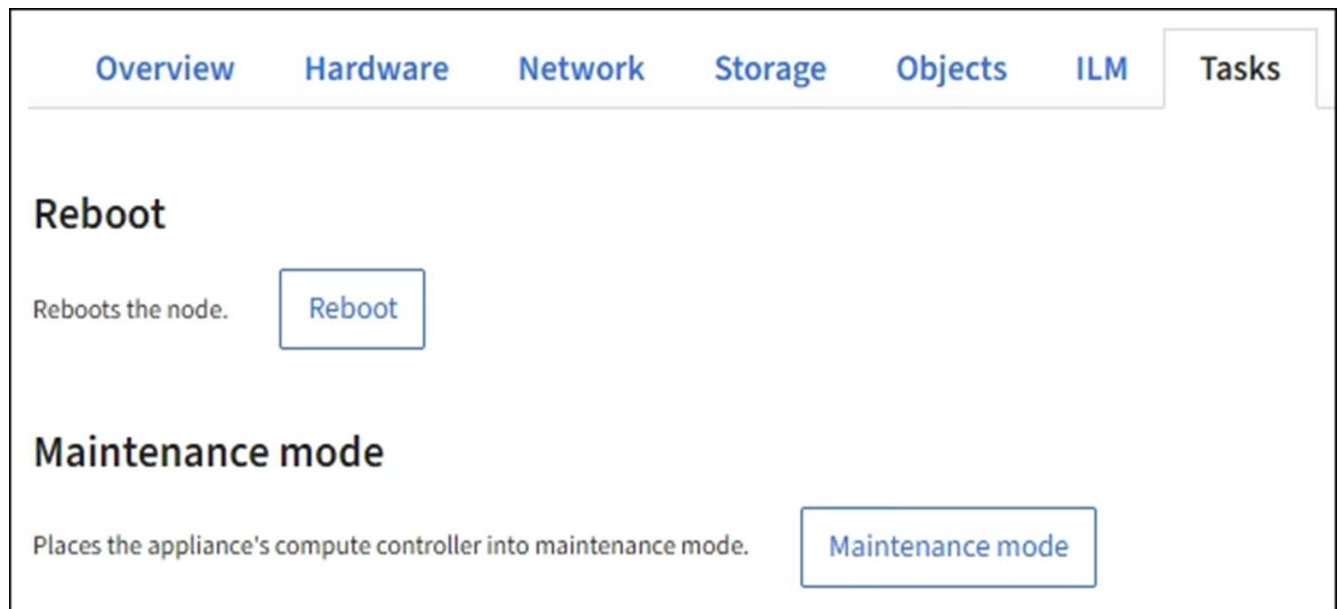 Overview Hardware Network Storage Objects ILM Tasks
Reboot
Reboots the node. Reboot
Maintenance mode
Places the appliance's compute controller into maintenance mode. Maintenance mode